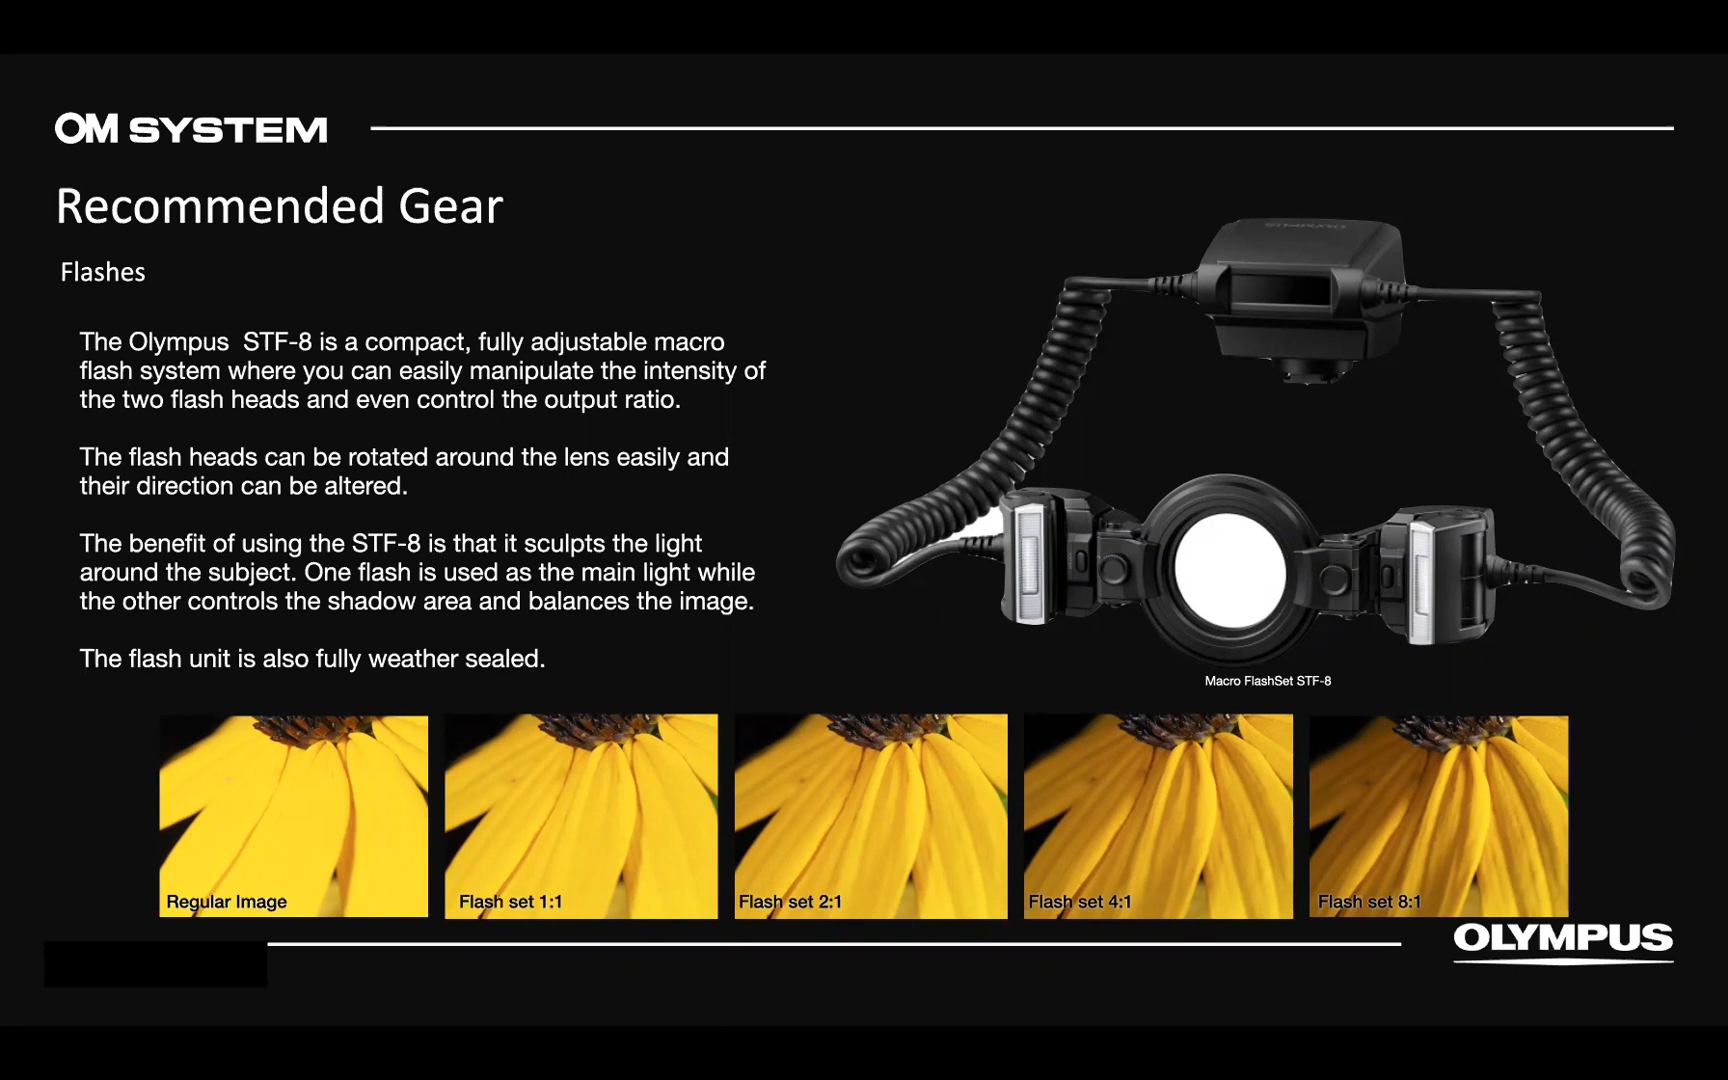 OM SYSTEM
Recommended Gear
Flashes
The Olympus  STF-8 is a compact, fully adjustable macro
flash system where you can easily manipulate the intensity of
the two flash heads and even control the output ratio.
The flash heads can be rotated around the lens easily and
their direction can be altered.
The benefit of using the STF-8 is that it sculpts the light
around the subject. One flash is used as the main light while
the other controls the shadow area and balances the image.
The flash unit is also fully weather sealed.
OLYMPUS
Macro FlashSet STF-8
Regular Image
Flash set 1:1
Flash set 2:1
Flash set 4:1
Flash set 8:1
OLYMPUS